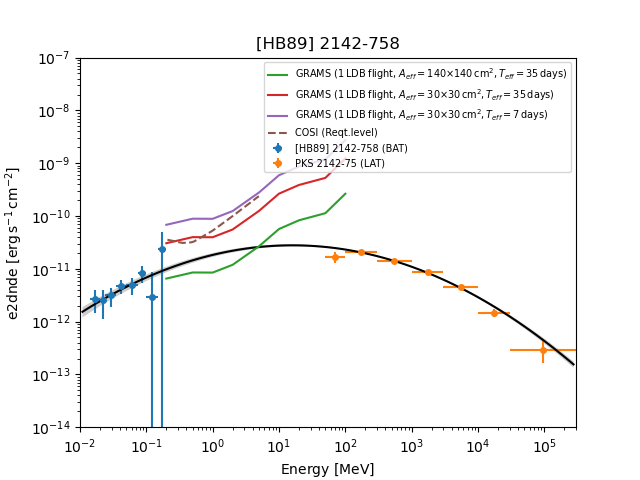 [HB89] 2142-758
10⁻⁷
10⁻⁸
10⁻⁹
10⁻¹⁰
10⁻¹¹
10⁻¹²
10⁻¹³
10⁻¹⁴
e2dnde [erg s⁻¹ cm⁻²]
GRAMS (1 LDB flight, A_eff = 140×140 cm², T_eff = 35 days)
GRAMS (1 LDB flight, A_eff = 30×30 cm², T_eff = 35 days)
GRAMS (1 LDB flight, A_eff = 30×30 cm², T_eff = 7 days)
COSI (Reqt.level)
[HB89] 2142-758 (BAT)
PKS 2142-75 (LAT)
10⁻² 10⁻¹ 10⁰ 10¹ 10² 10³ 10⁴ 10⁵
Energy [MeV]